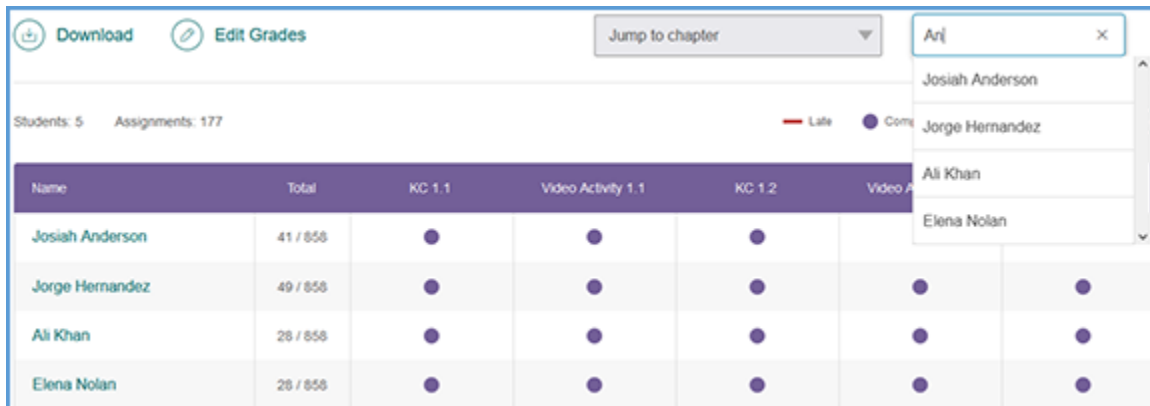 Download Edit Grades Jump to chapter An
Josiah Anderson
Students: 5 Assignments: 177 Late
Jorge Hernandez
Ali Khan
Elena Nolan
Name Total KC 1.1 Video Activity 1.1 KC 1.2 Video
Josiah Anderson 41 / 858
Jorge Hernandez 49 / 858
Ali Khan 28 / 858
Elena Nolan 28 / 858